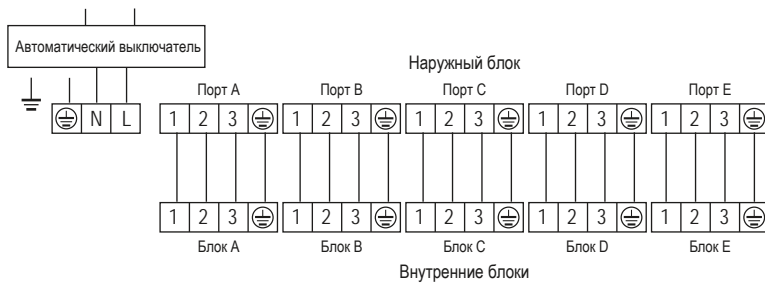 Автоматический выключатель
Наружный блок
Порт A
Порт B
Порт C
Порт D
Порт E
N L
1 2 3
1 2 3
1 2 3
1 2 3
1 2 3
1 2 3
1 2 3
1 2 3
1 2 3
1 2 3
Блок A
Блок B
Блок C
Блок D
Блок E
Внутренние блоки